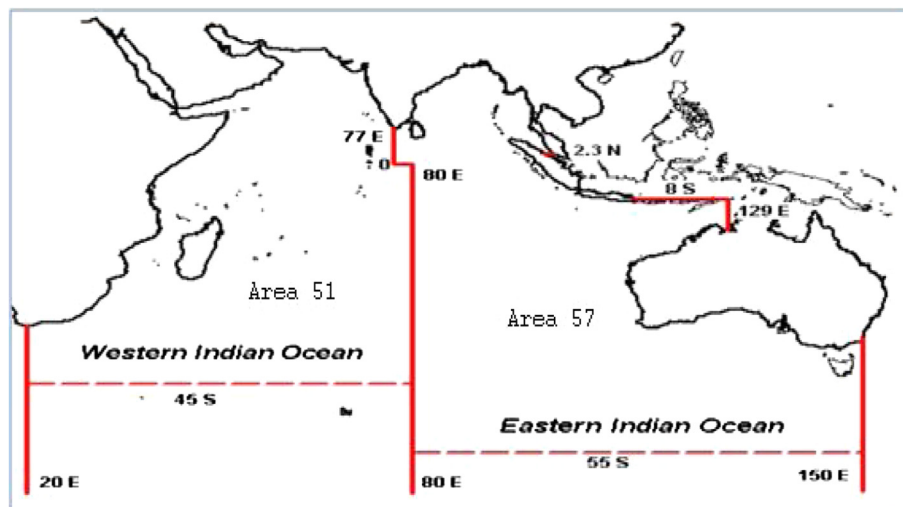 77 E
0
80 E
2.3 N
8 S
129 E
Area 51
Area 57
Western Indian Ocean
45 S
Eastern Indian Ocean
55 S
20 E
80 E
150 E